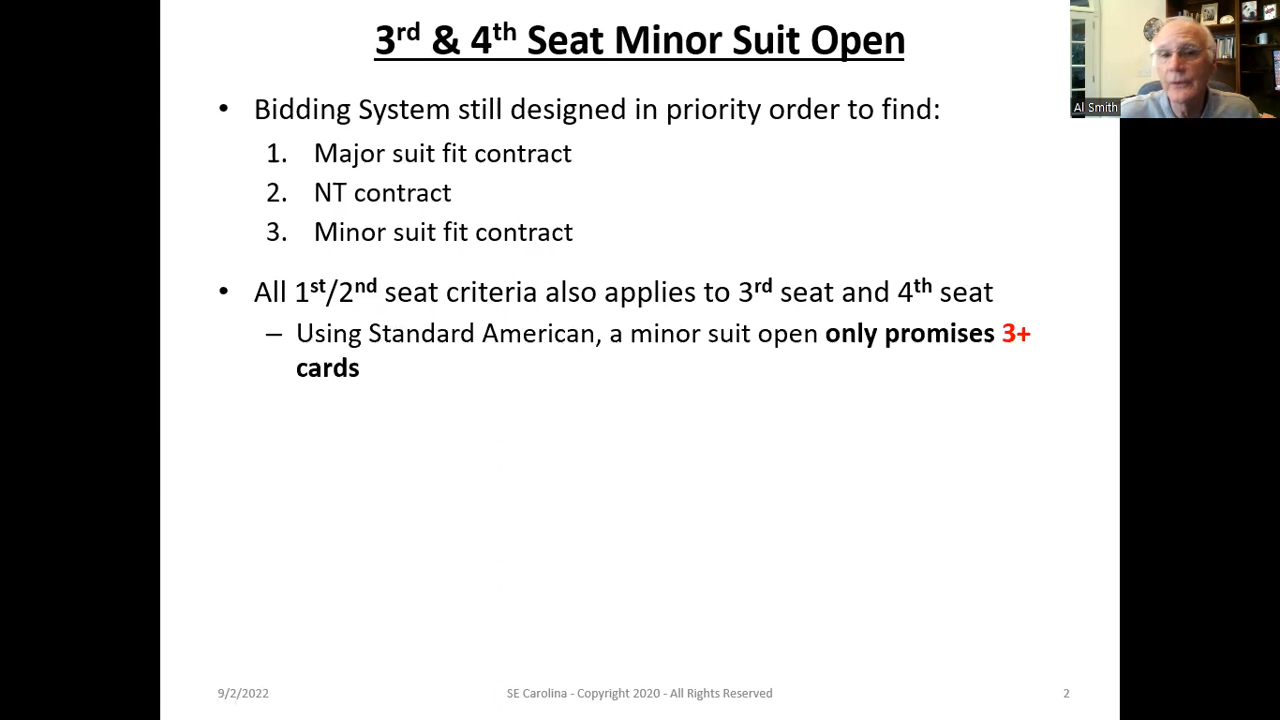 3rd & 4th Seat Minor Suit Open
Al Smith
• Bidding System still designed in priority order to find:
1. Major suit fit contract
2. NT contract
3. Minor suit fit contract
• All 1st/2nd seat criteria also applies to 3rd seat and 4th seat
– Using Standard American, a minor suit open only promises 3+
cards
9/2/2022
SE Carolina - Copyright 2020 - All Rights Reserved
2